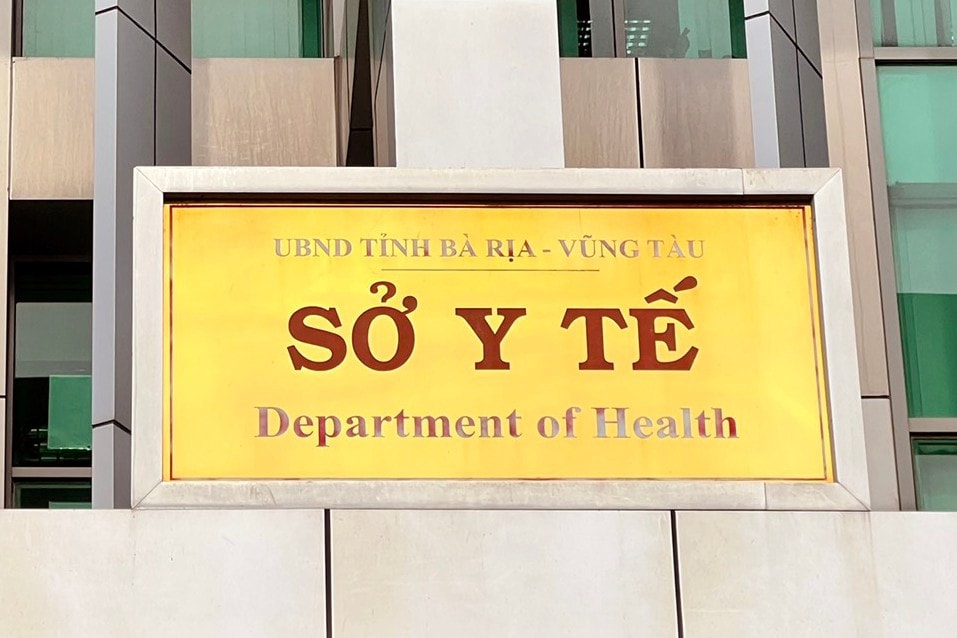 UBND TỈNH BÀ RỊA - VŨNG TÀU
SỞ Y TẾ
Department of Health